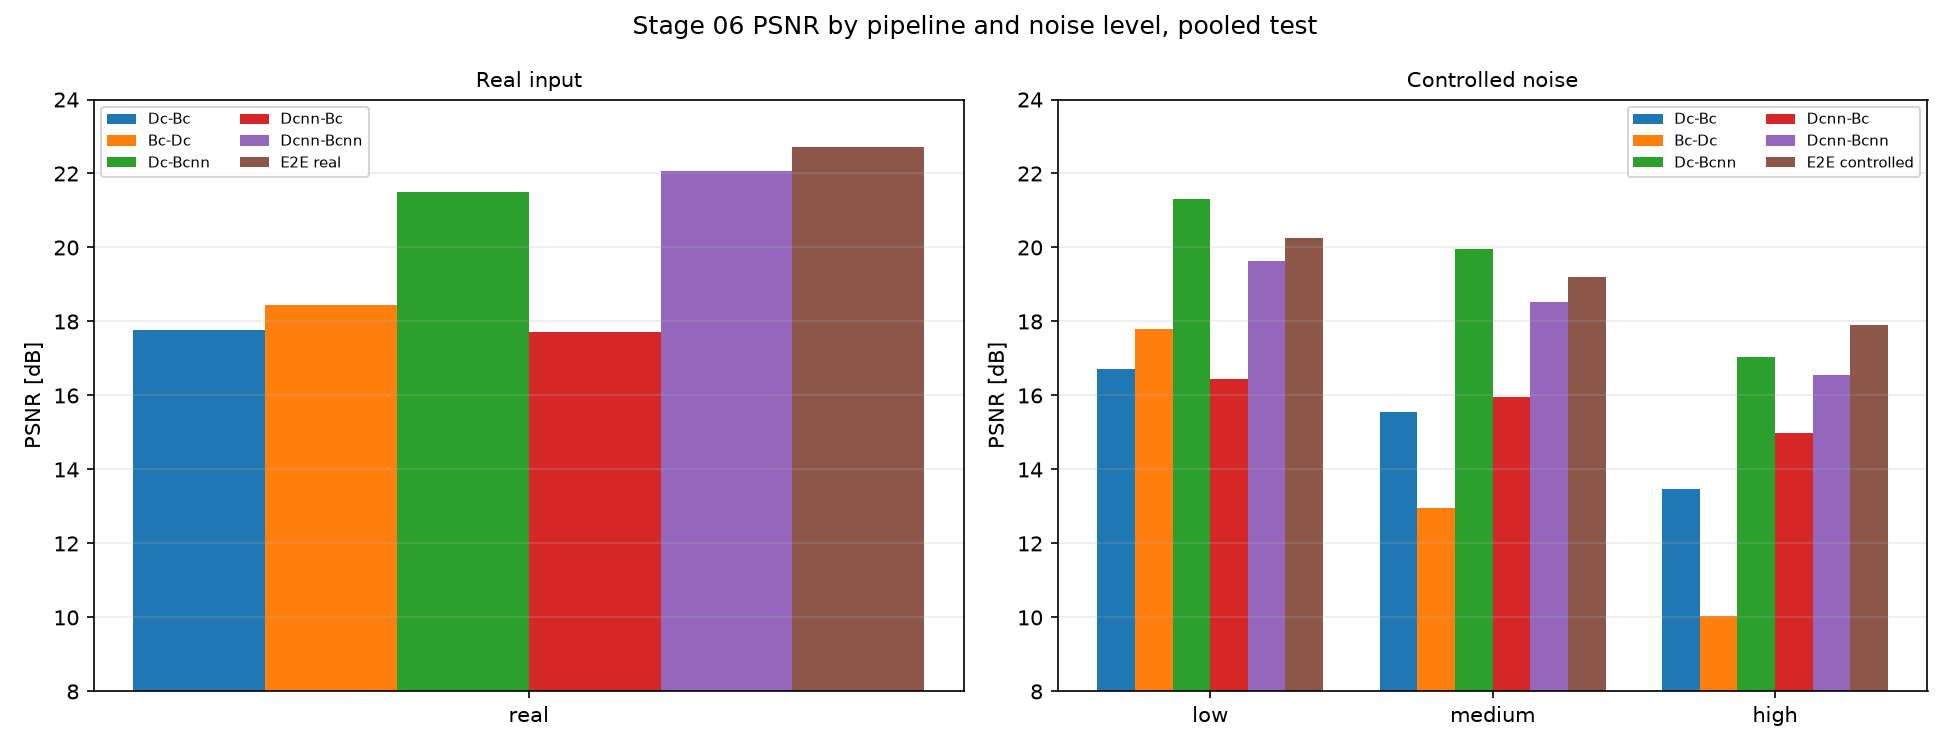 Stage 06 PSNR by pipeline and noise level, pooled test
Real input
PSNR [dB]
24
22
20
18
16
14
12
10
8
Dc-Bc
Bc-Dc
Dc-Bcnn
Dcnn-Bc
Dcnn-Bcnn
E2E real
real
Controlled noise
PSNR [dB]
24
22
20
18
16
14
12
10
8
Dc-Bc
Bc-Dc
Dc-Bcnn
Dcnn-Bc
Dcnn-Bcnn
E2E controlled
low
medium
high